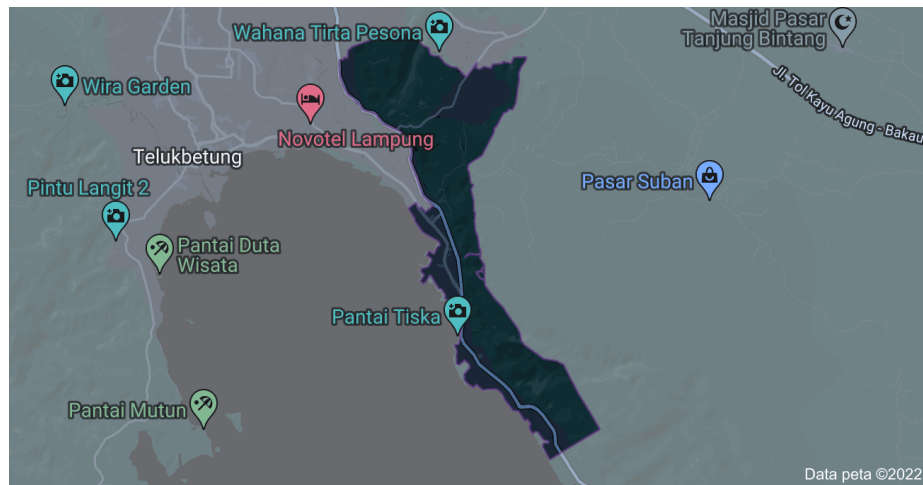 Wahana Tirta Pesona
Masjid Pasar
Tanjung Bintang
Wira Garden
Jl. Tol Kayu Agung - Bakau
Novotel Lampung
Telukbetung
Pasar Suban
Pintu Langit 2
Pantai Duta
Wisata
Pantai Tiska
Pantai Mutun
Data peta ©2022